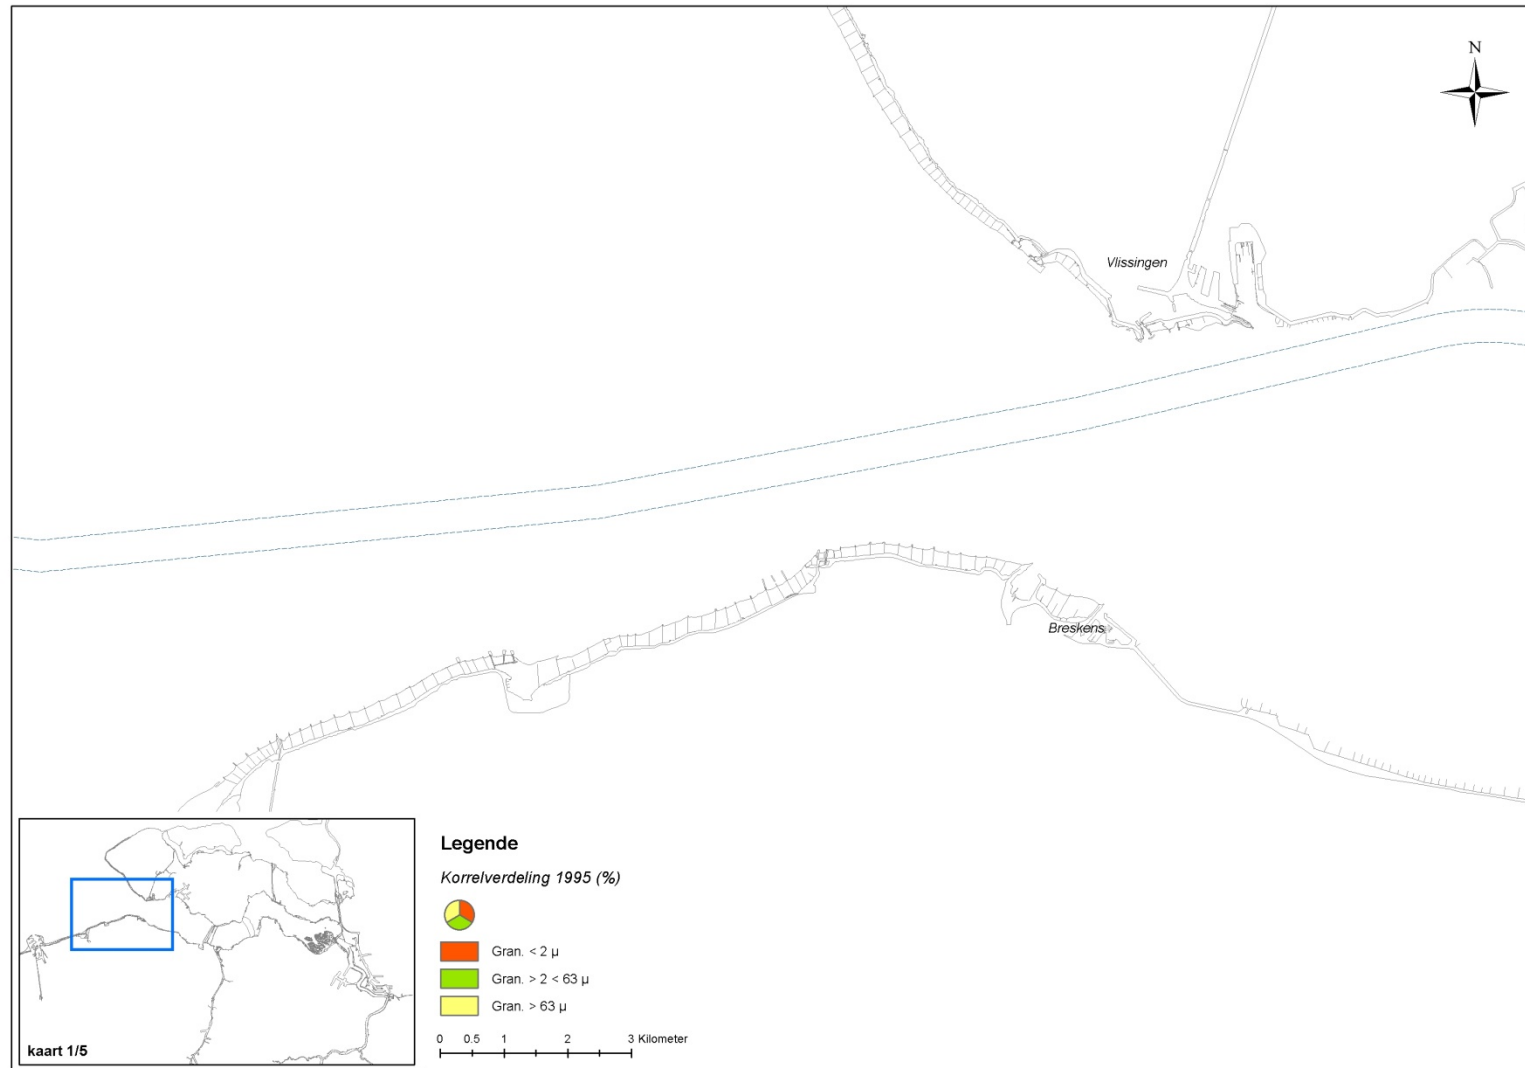 N
Vlissingen
Breskens
Legende
Korrelverdeling 1995 (%)
Gran. < 2 µ
Gran. > 2 < 63 µ
Gran. > 63 µ
0 0.5 1 2 3 Kilometer
kaart 1/5